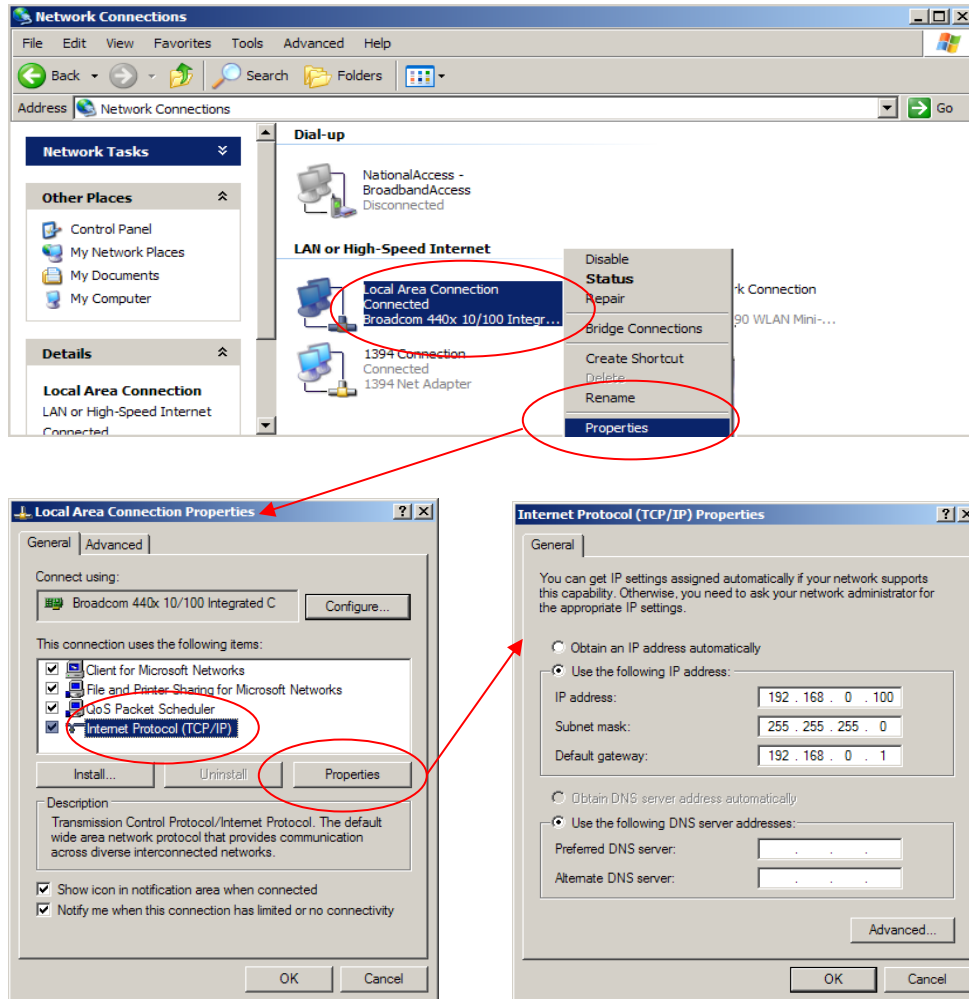 Network Connections
File Edit View Favorites Tools Advanced Help
Back Search Folders
Address Network Connections Go
Network Tasks
Other Places
Control Panel
My Network Places
My Documents
My Computer
Details
Local Area Connection
LAN or High-Speed Internet
Connected
Dial-up
NationalAccess -
BroadbandAccess
Disconnected
LAN or High-Speed Internet
Local Area Connection
Connected
Broadcom 440x 10/100 Integr...
1394 Connection
Connected
1394 Net Adapter
k Connection
90 WLAN Mini-...
Disable
Status
Repair
Bridge Connections
Create Shortcut
Delete
Rename
Properties
Local Area Connection Properties
General Advanced
Connect using:
Broadcom 440x 10/100 Integrated C
Configure...
This connection uses the following items:
Client for Microsoft Networks
File and Printer Sharing for Microsoft Networks
QoS Packet Scheduler
Internet Protocol (TCP/IP)
Install... Uninstall Properties
Description
Transmission Control Protocol/Internet Protocol. The default
wide area network protocol that provides communication
across diverse interconnected networks.
Show icon in notification area when connected
Notify me when this connection has limited or no connectivity
OK Cancel
Internet Protocol (TCP/IP) Properties
General
You can get IP settings assigned automatically if your network supports
this capability. Otherwise, you need to ask your network administrator for
the appropriate IP settings.
Obtain an IP address automatically
Use the following IP address:
IP address: 192 . 168 . 0 . 100
Subnet mask: 255 . 255 . 255 . 0
Default gateway: 192 . 168 . 0 . 1
Obtain DNS server address automatically
Use the following DNS server addresses:
Preferred DNS server: . . .
Alternate DNS server: . . .
Advanced...
OK Cancel